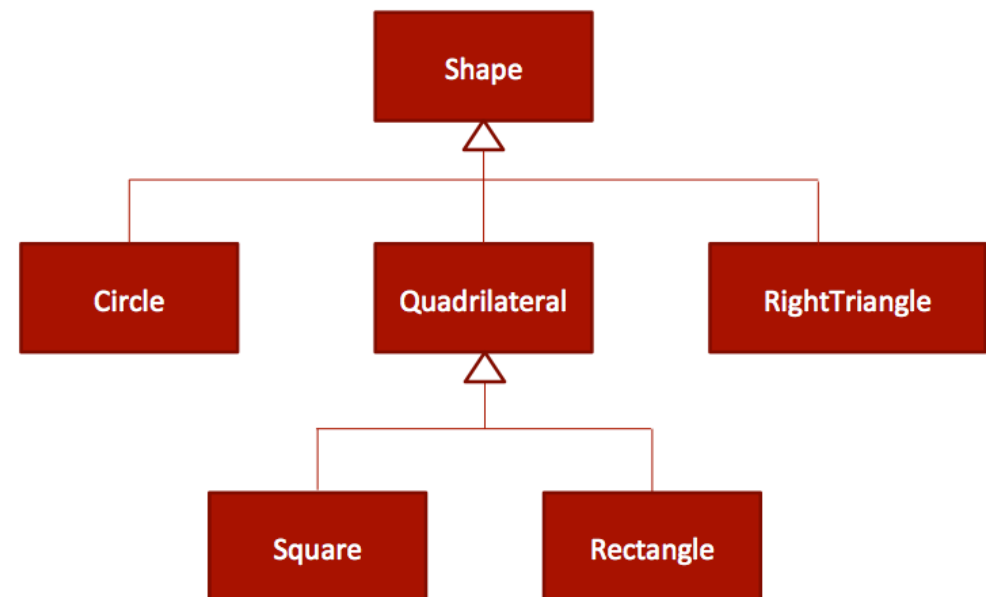 Shape
Circle
Quadrilateral
RightTriangle
Square
Rectangle